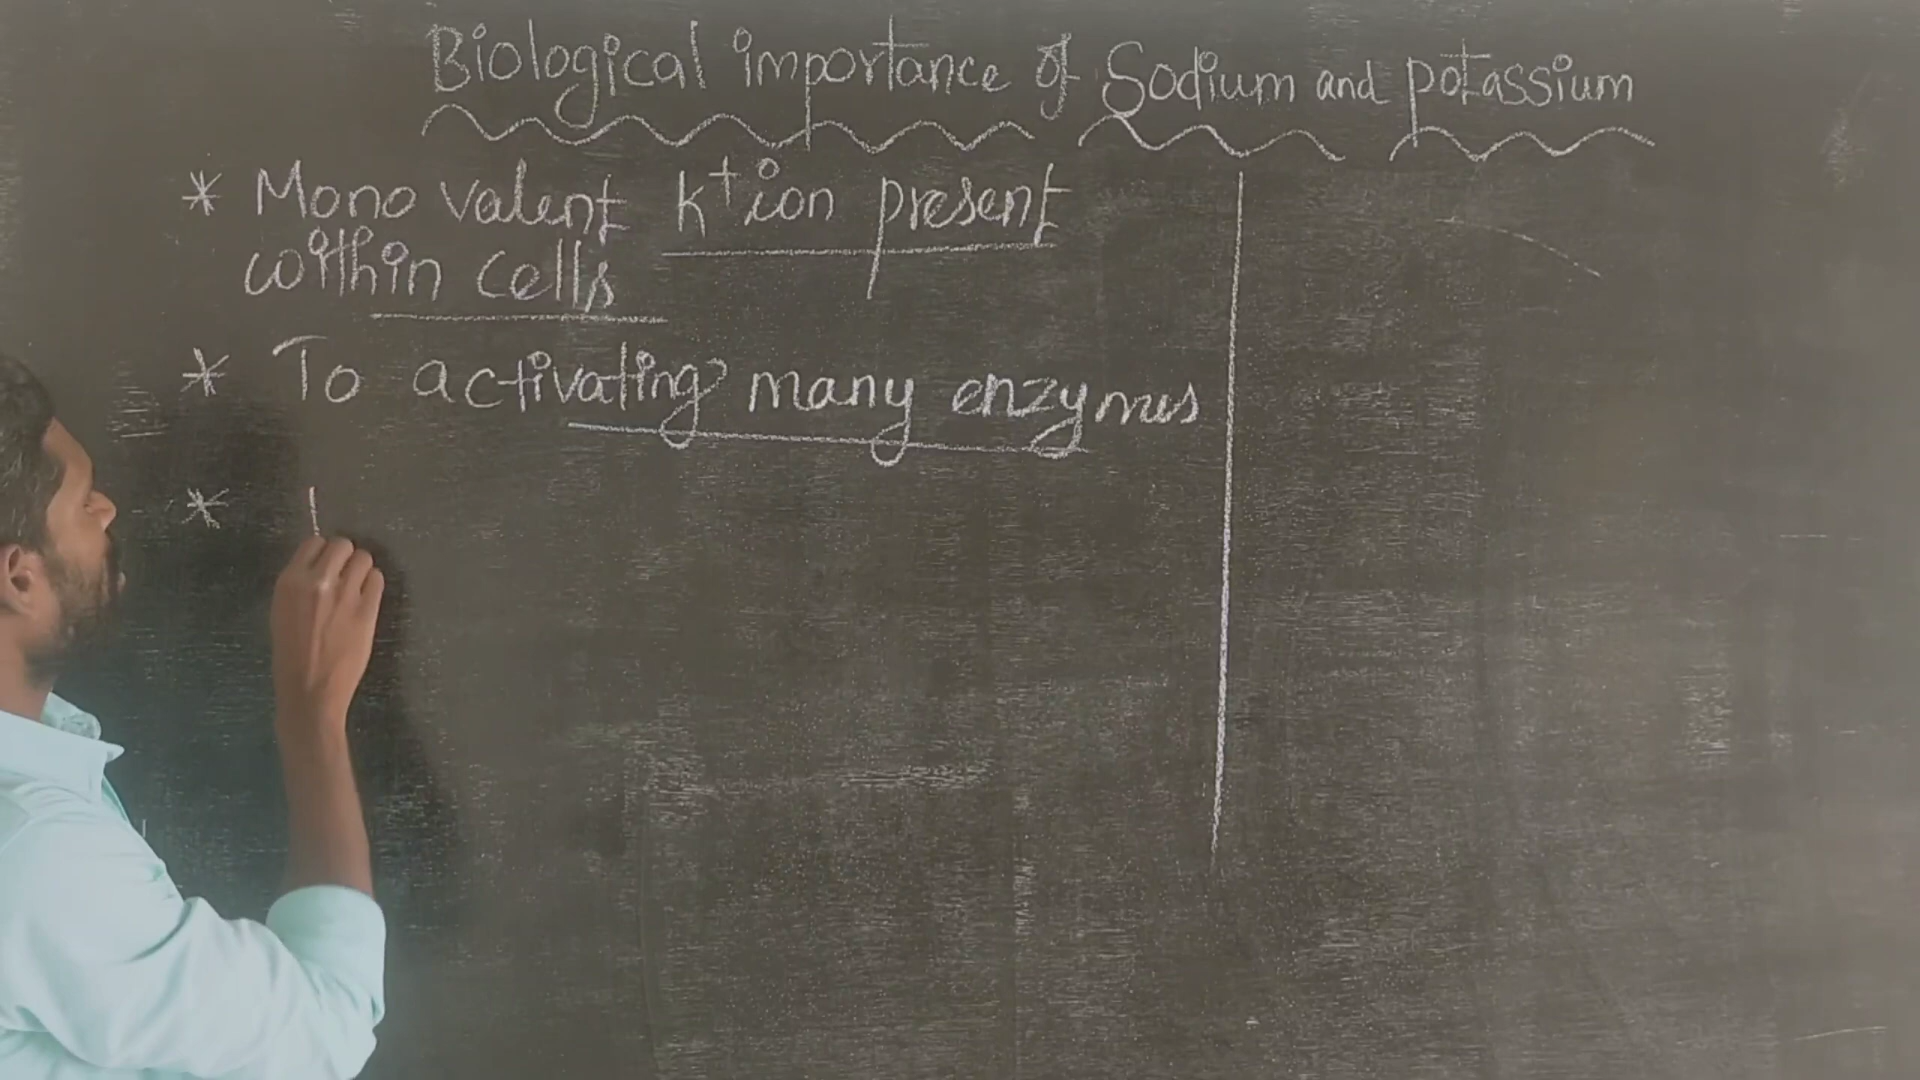 Biological importance of Sodium and potassium
* Mono valent K⁺ ion present
within cells
* To activating many enzymes
*